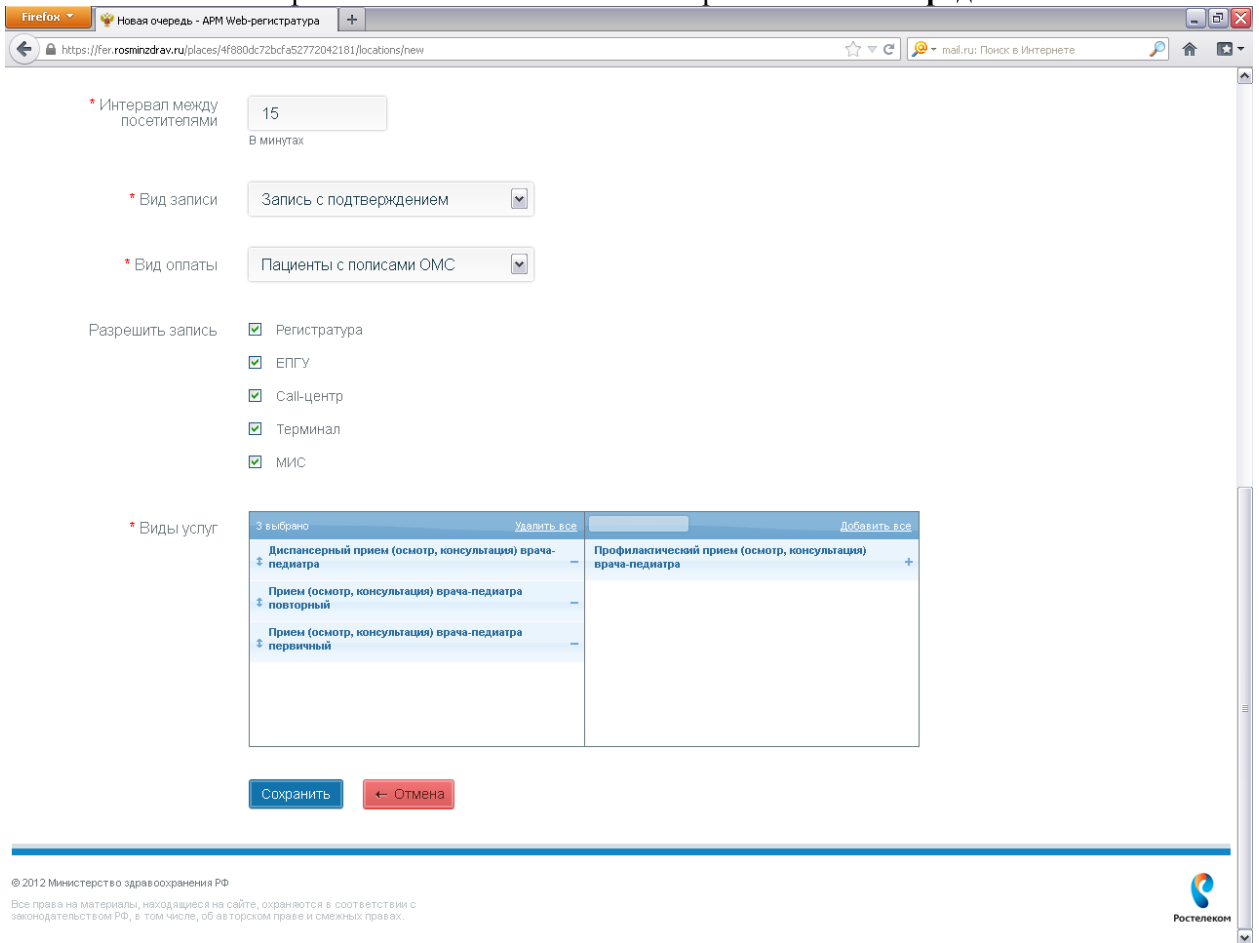 Firefox
Новая очередь - АРМ Web-регистратура
https://fer.rosminzdrav.ru/places/4f880dc72bcfa52772042181/locations/new
mail.ru: Поиск в Интернете
* Интервал между
посетителями
15
В минутах
* Вид записи
Запись с подтверждением
* Вид оплаты
Пациенты с полисами ОМС
Разрешить запись
Регистратура
ЕПГУ
Call-центр
Терминал
МИС
* Виды услуг
3 выбрано
Удалить все
Добавить все
Диспансерный прием (осмотр, консультация) врача-
педиатра
Прием (осмотр, консультация) врача-педиатра
повторный
Прием (осмотр, консультация) врача-педиатра
первичный
Профилактический прием (осмотр, консультация)
врача-педиатра
Сохранить
← Отмена
© 2012 Министерство здравоохранения РФ
Все права на материалы, находящиеся на сайте, охраняются в соответствии с
законодательством РФ, в том числе, об авторском праве и смежных правах.
Ростелеком